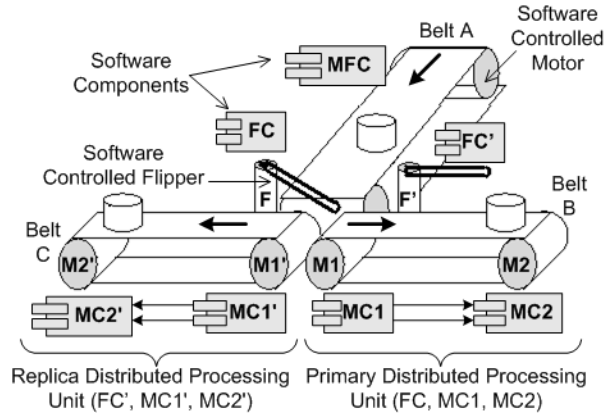 Software
Controlled
Motor
Belt A
Software
Components
MFC
FC
FC'
Software
Controlled Flipper
F
F'
Belt
B
Belt
C
M2'
M1'
M1
M2
MC2'
MC1'
MC1
MC2
Replica Distributed Processing
Unit (FC', MC1', MC2')
Primary Distributed Processing
Unit (FC, MC1, MC2)